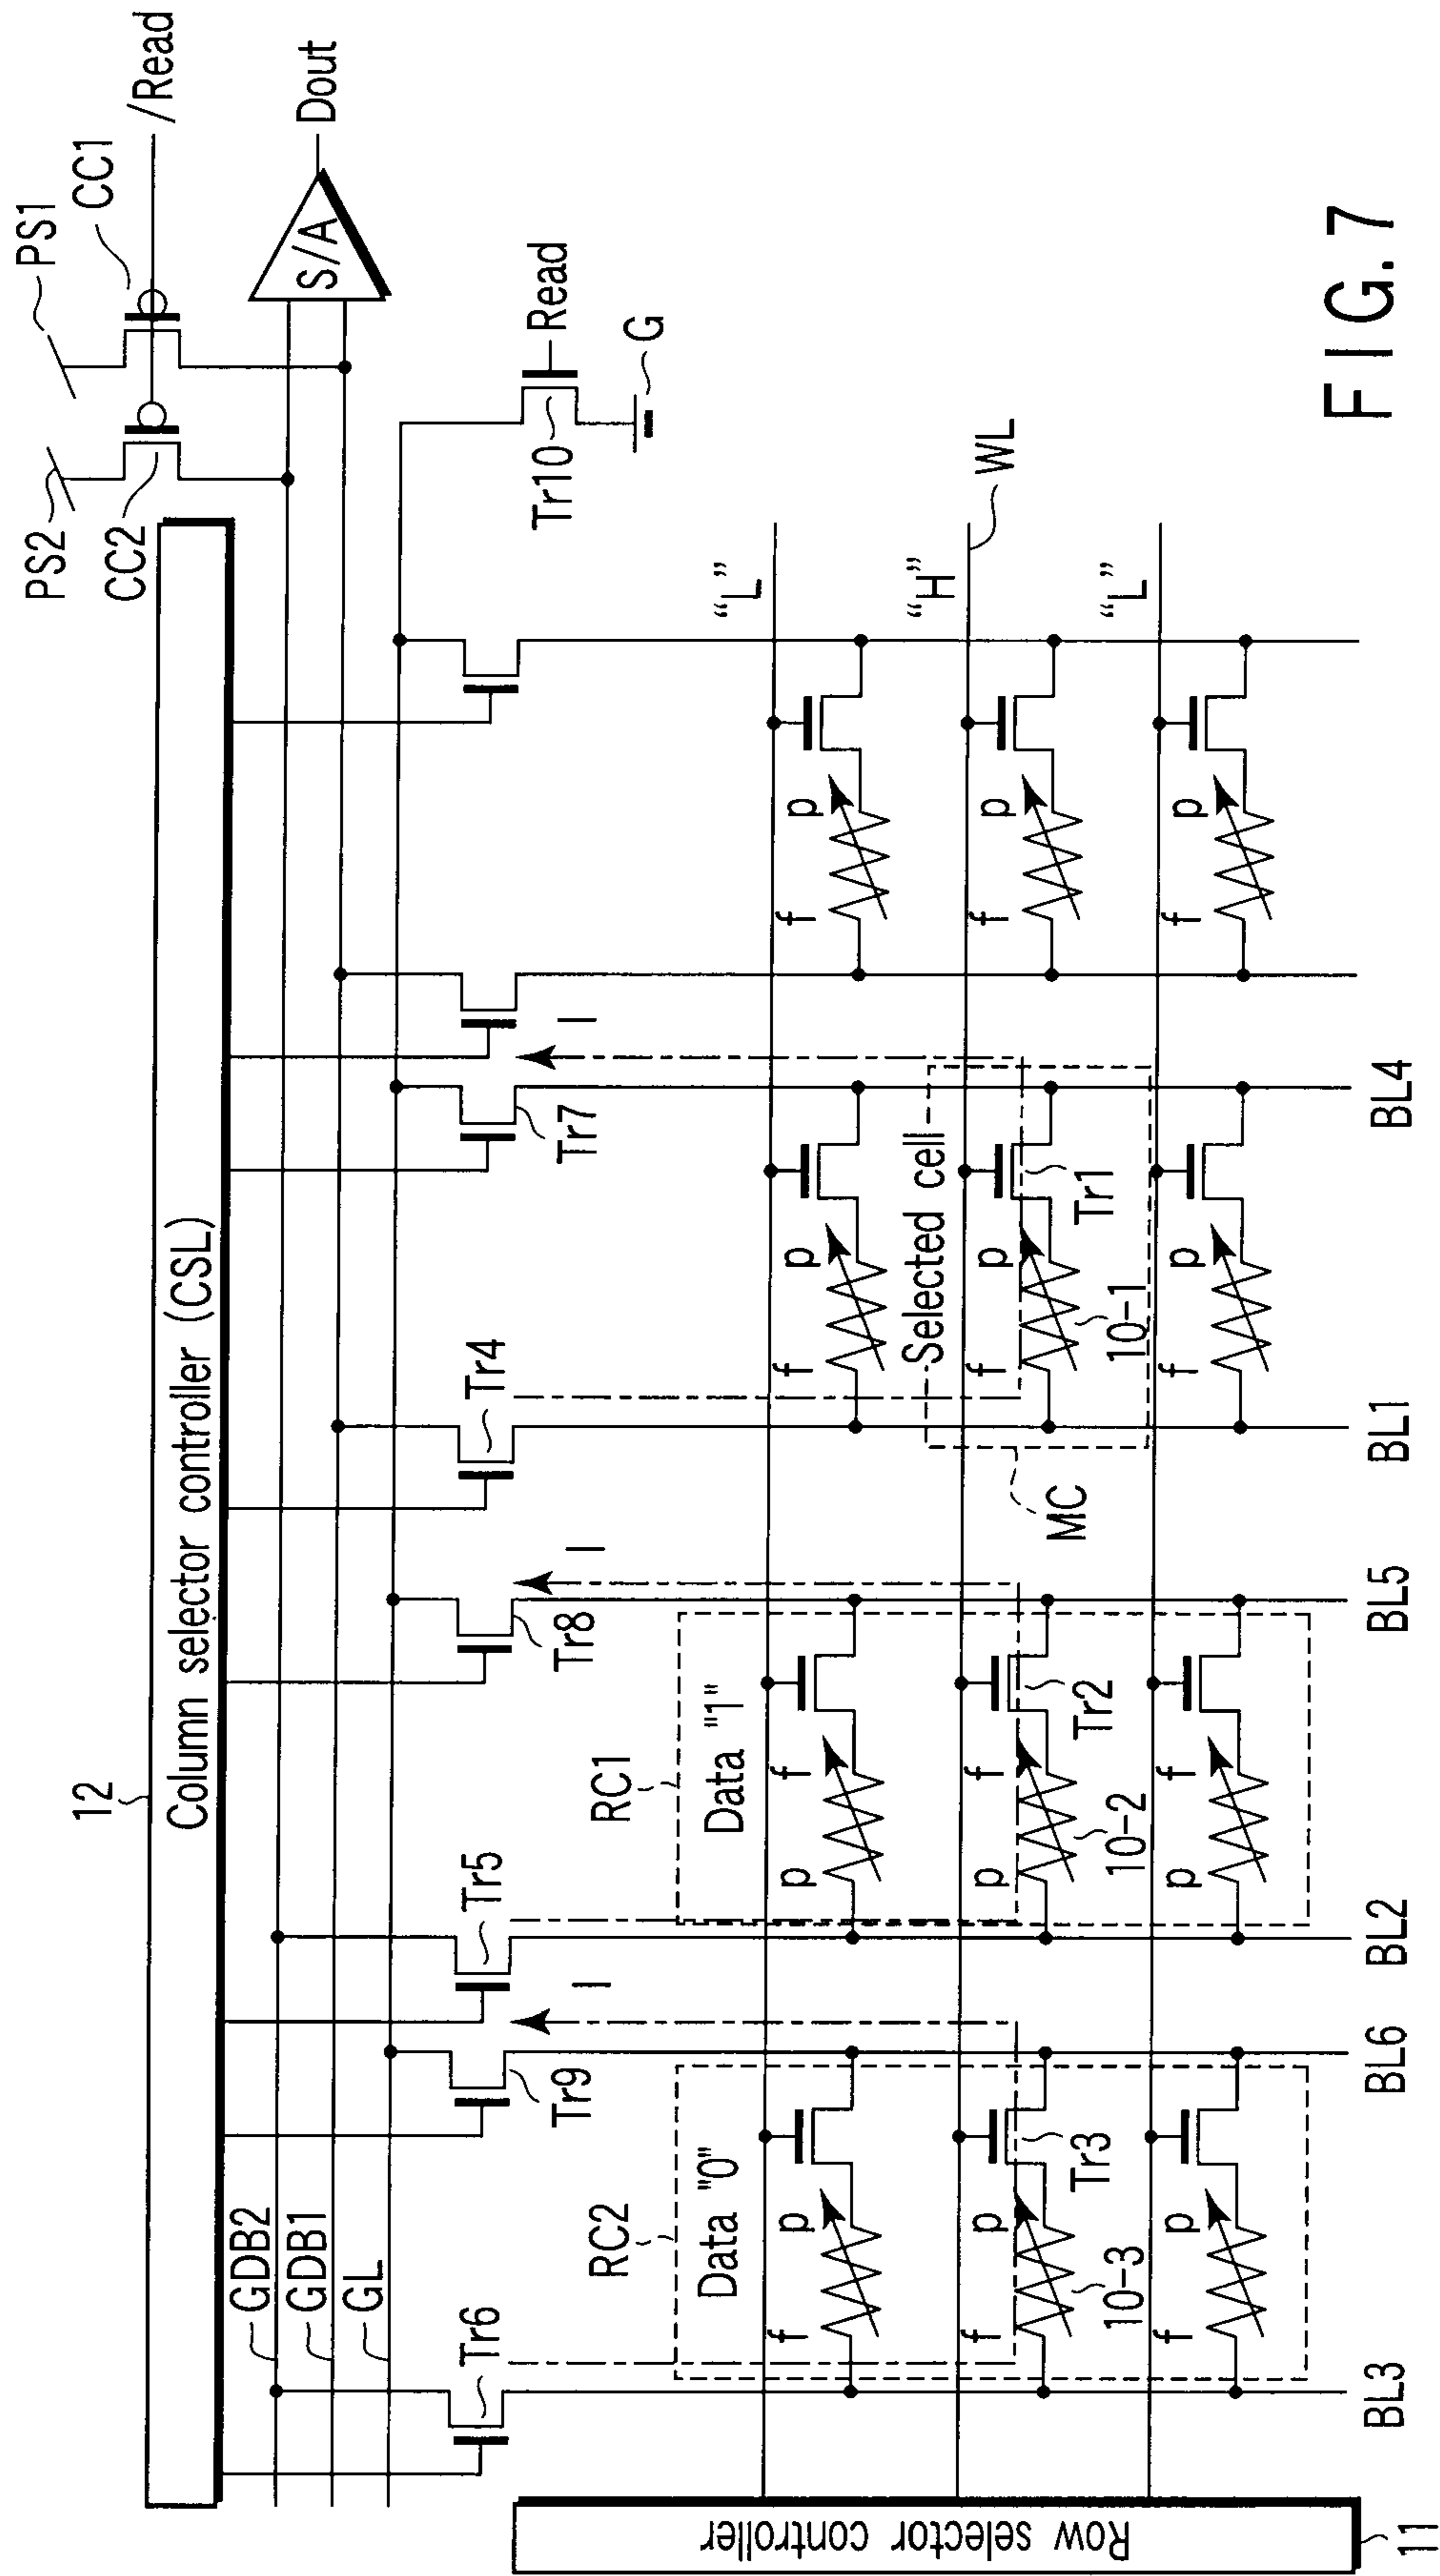 12
Column selector controller (CSL)
PS2
PS1
CC2
CC1
/Read
GDB2
GDB1
GL
S/A
Dout
Tr6
Tr9
Tr5
Tr8
Tr4
Tr7
Tr10
Read
G
I
I
I
RC2
RC1
Data "0"
Data "1"
"L"
f
p
p
f
f
p
f
p
Selected cell
"H"
WL
f
p
p
f
f
p
f
p
10-3
Tr3
10-2
Tr2
MC
10-1
Tr1
"L"
f
p
p
f
f
p
f
p
Row selector controller
11
BL3
BL6
BL2
BL5
BL1
BL4
FIG. 7